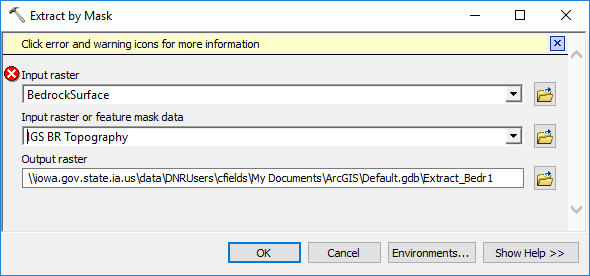 Extract by Mask
Click error and warning icons for more information
Input raster
BedrockSurface
Input raster or feature mask data
IGS BR Topography
Output raster
\\iowa.gov.state.ia.us\data\DNRUsers\cfields\My Documents\ArcGIS\Default.gdb\Extract_Bedr1
OK Cancel Environments... Show Help >>